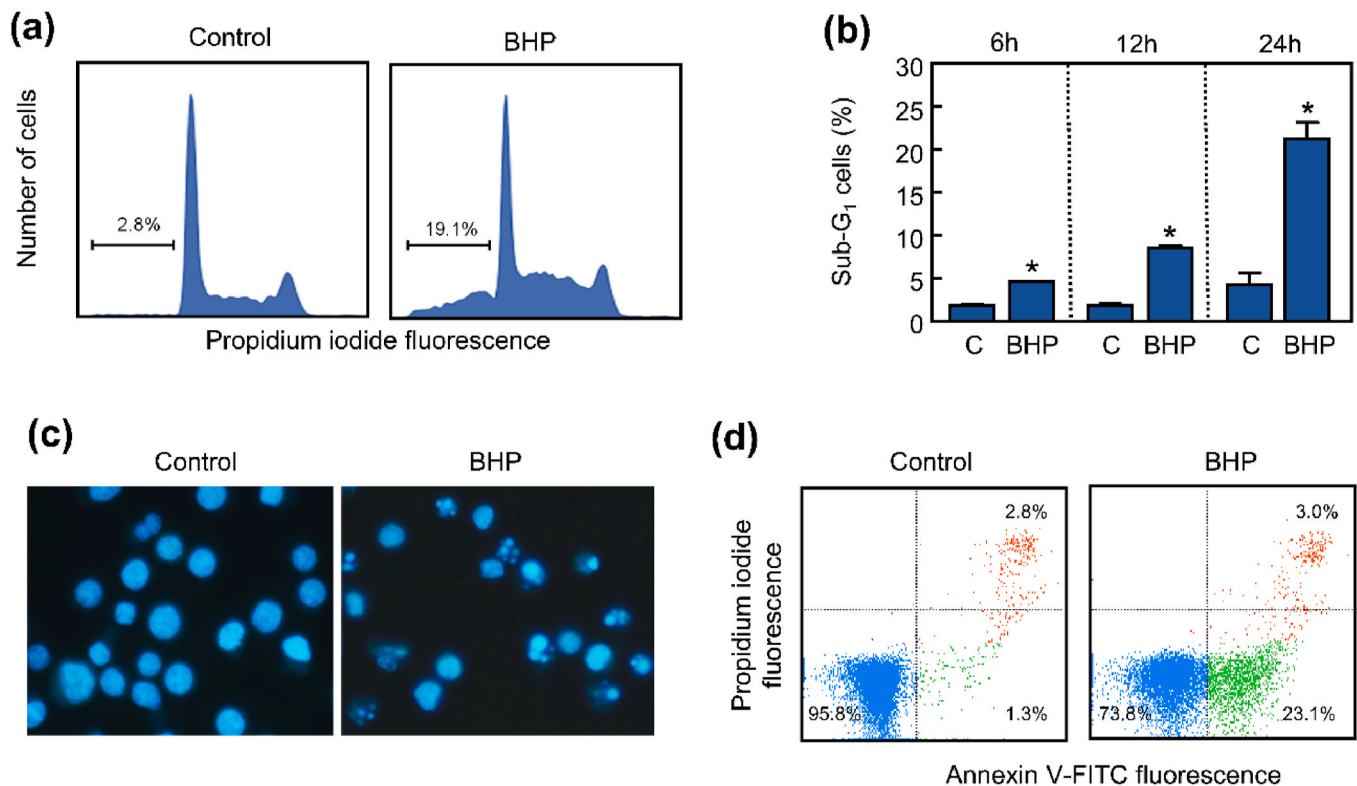 (a)
Control
BHP
Number of cells
2.8%
19.1%
Propidium iodide fluorescence
(b)
6h
12h
24h
Sub-G₁ cells (%)
30
25
20
15
10
5
0
*
*
*
C BHP C BHP C BHP
(c)
Control
BHP
(d)
Control
BHP
Propidium iodide
fluorescence
2.8%
95.8%
1.3%
3.0%
73.8%
23.1%
Annexin V-FITC fluorescence